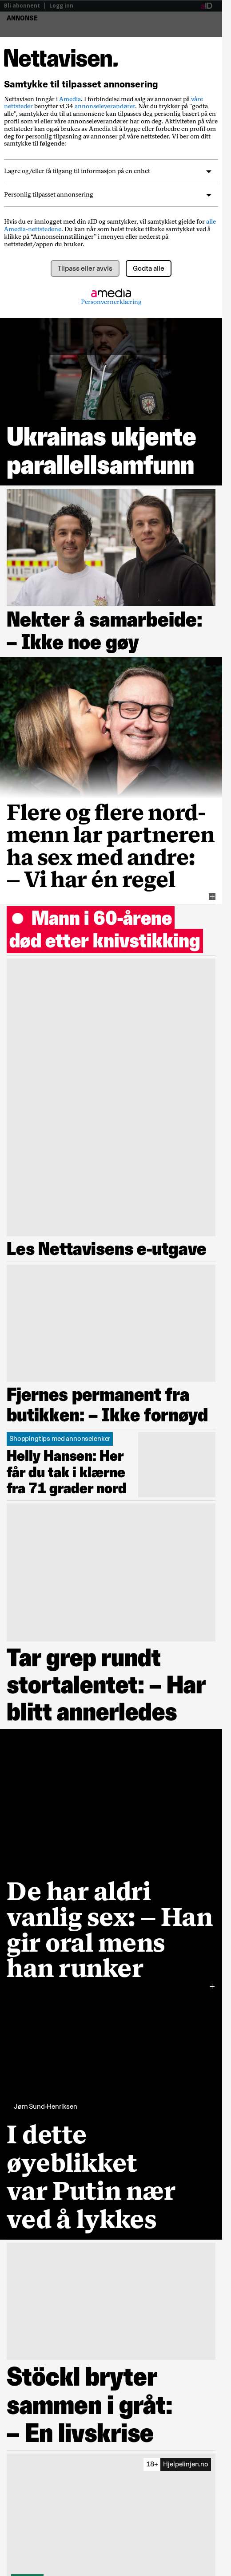 Bli abonnent | Logg inn
aID
ANNONSE
Nettavisen.
Samtykke til tilpasset annonsering
Nettavisen inngår i Amedia. I forbindelse med salg av annonser på våre
nettsteder benytter vi 34 annonseleverandører. Når du trykker på "godta
alle", samtykker du til at annonsene kan tilpasses deg personlig basert på en
profil som vi eller våre annonseleverandører har om deg. På våre
nettsteder kan også brukes av Amedia til å bygge eller forbedre en profil om
deg for personlig tilpasning av annonser på våre nettsteder. Vi ber om ditt
samtykke til følgende:
Lagre og/eller få tilgang til informasjon på en enhet
Personlig tilpasset annonsering
Hvis du er innlogget med din aID og samtykker, vil samtykket gjelde for alle
Amedia-nettstedene. Du kan når som helst trekke tilbake samtykket ved å
klikke på “Annonseinnstillinger” i menyen eller nederst på
nettstedet/appen du bruker.
Tilpass eller avvis
Godta alle
amedia
Personvernerklæring
Ukrainas ukjente
parallellsamfunn
Nekter å samarbeide:
– Ikke noe gøy
Flere og flere nord-
menn lar partneren
ha sex med andre:
– Vi har én regel
Mann i 60-årene
død etter knivstikking
Les Nettavisens e-utgave
Fjernes permanent fra
butikken: – Ikke fornøyd
Shoppingtips med annonselenker
Helly Hansen: Her
får du tak i klærne
fra 71 grader nord
Tar grep rundt
stortalentet: – Har
blitt annerledes
De har aldri
vanlig sex: – Han
gir oral mens
han runker
Jørn Sund-Henriksen
I dette
øyeblikket
var Putin nær
ved å lykkes
Stöckl bryter
sammen i gråt:
– En livskrise
18+ Hjelpelinjen.no